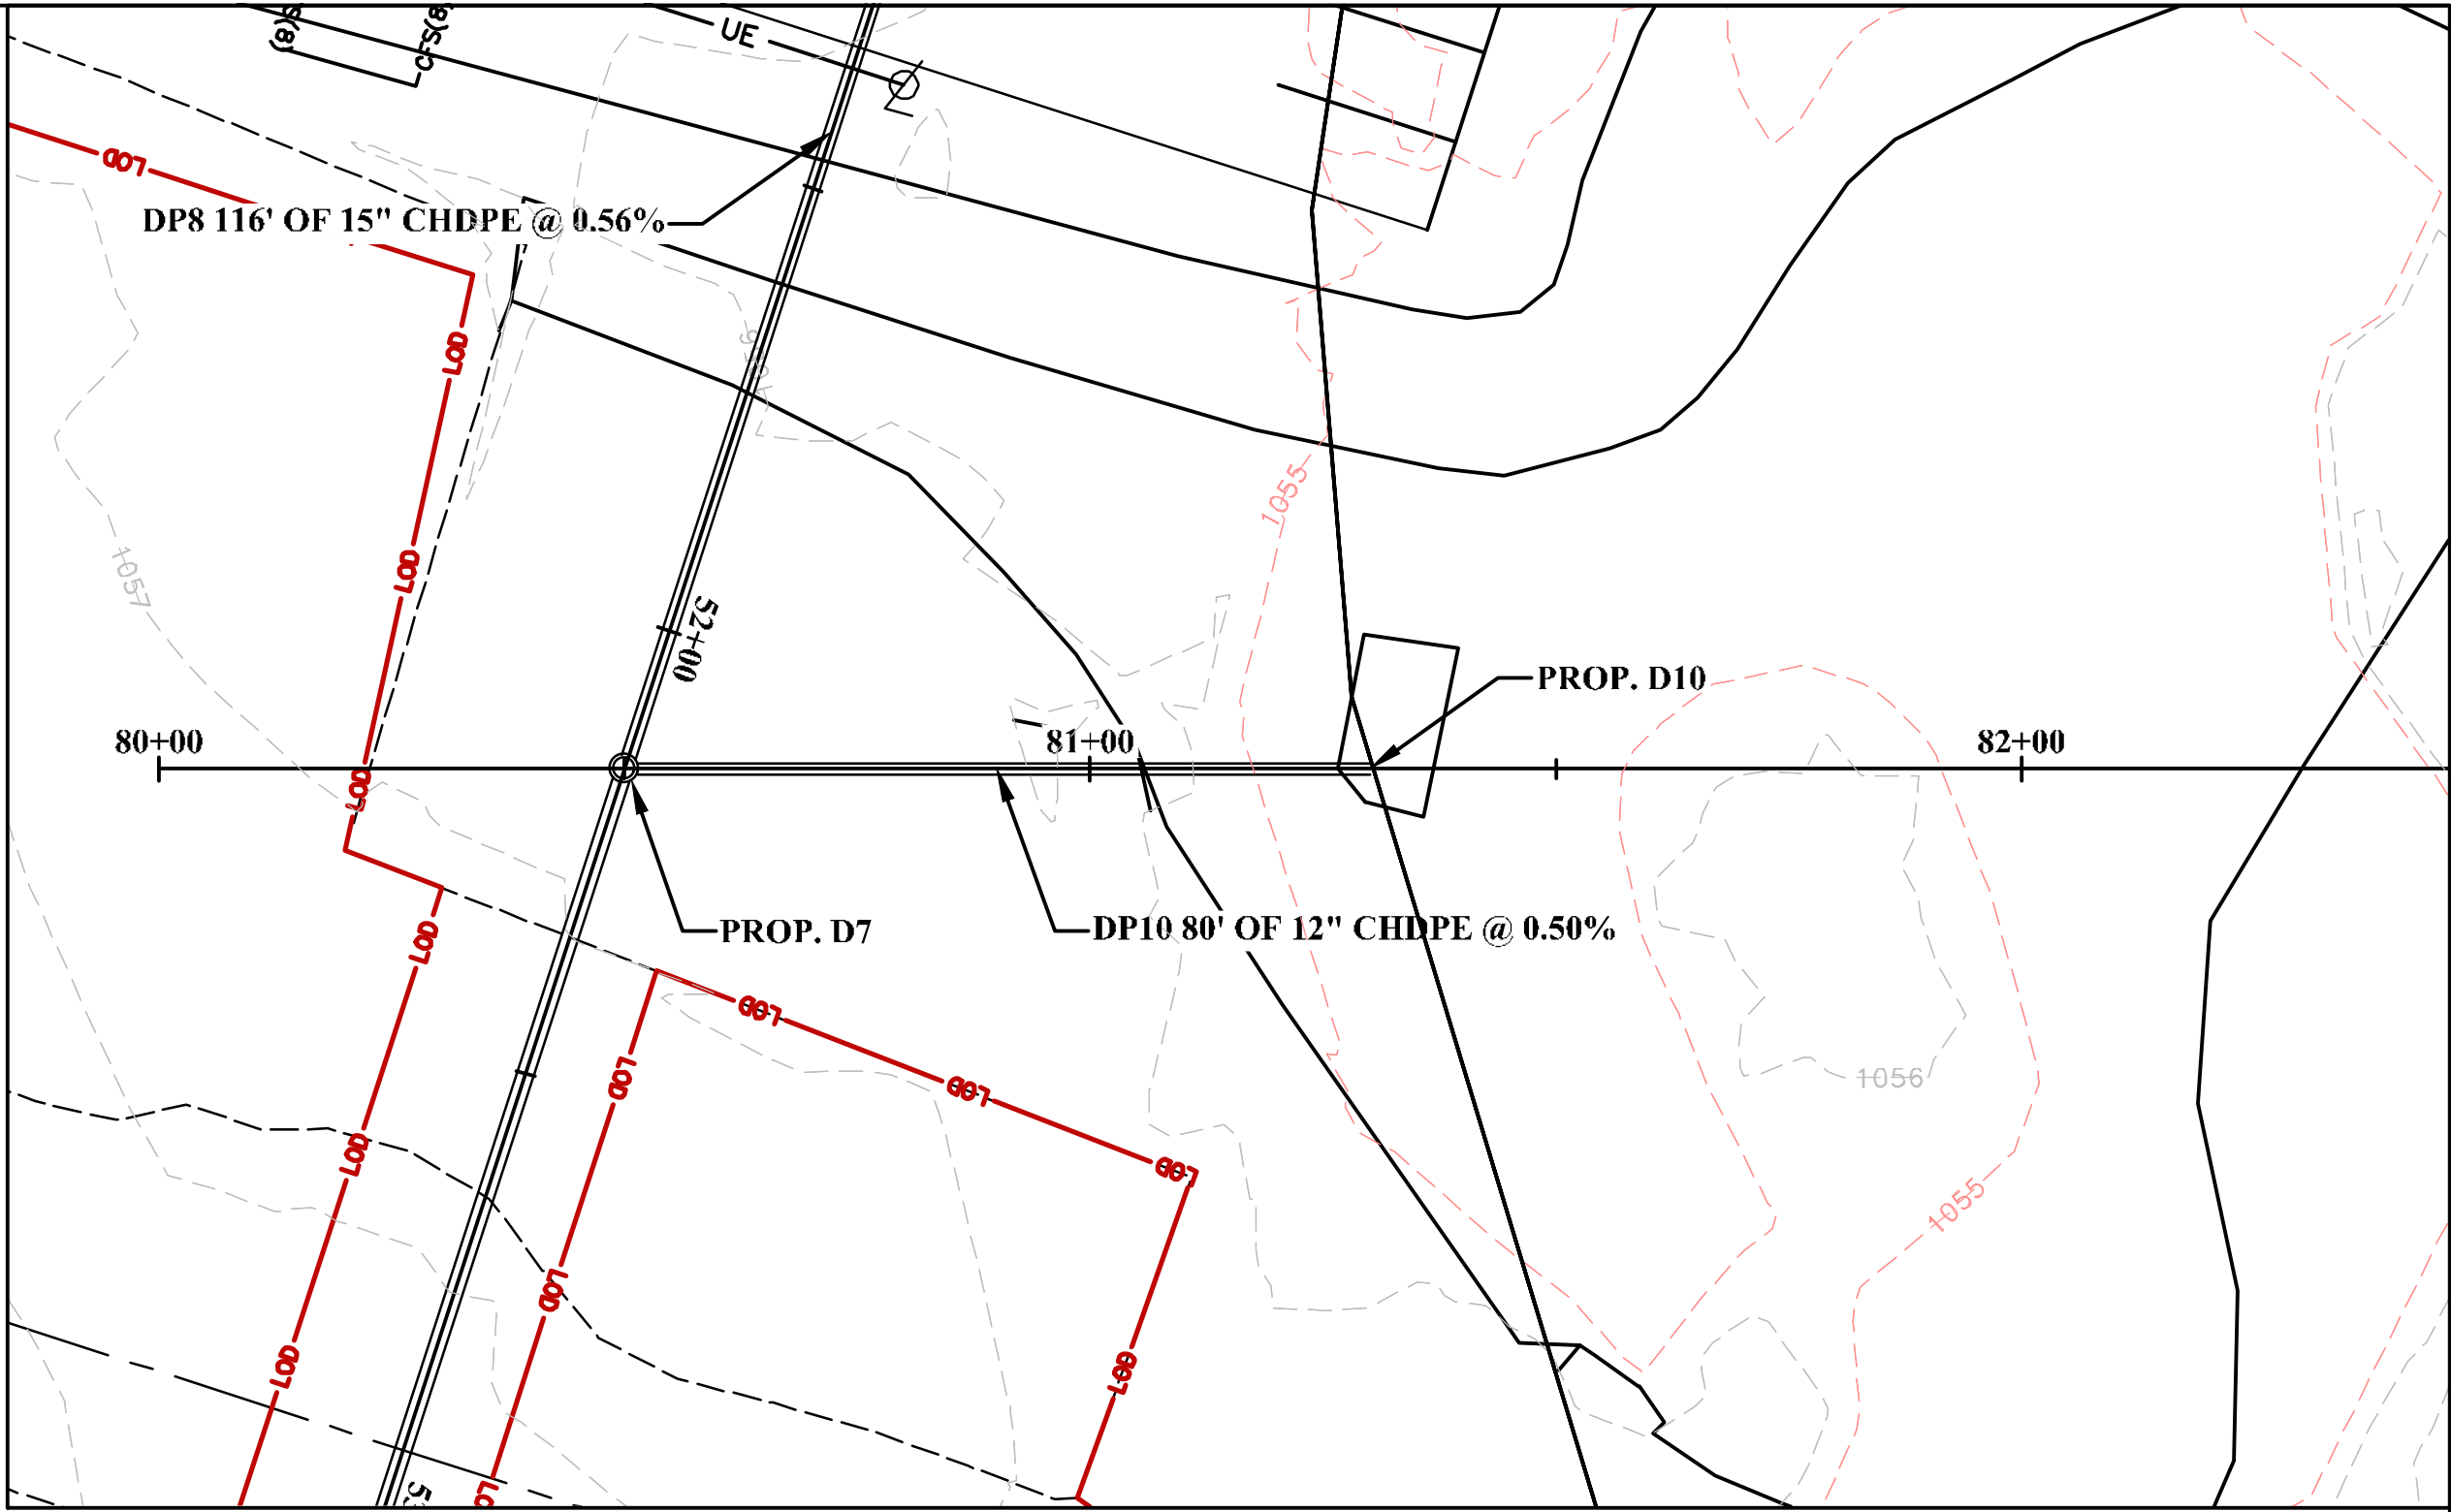 UE
LOD
DP8 116' OF 15" CHDPE @ 0.56%
LOD
1055
LOD
1057
52+00
PROP. D10
80+00
81+00
82+00
LOD
PROP. D7
DP10 80' OF 12" CHDPE @ 0.50%
LOD
LOD
LOD
1056
LOD
LOD
LOD
1055
LOD
LOD
LOD